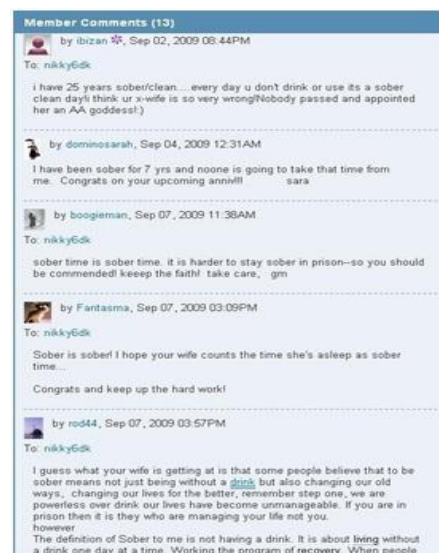 Member Comments (13)
by ibizan, Sep 02, 2009 08:44PM
To: nikky6dk
i have 25 years sober/clean....every day u don't drink or use its a sober
clean day!i think ur x-wife is so very wrong!Nobody passed and appointed
her an AA goddess!:)
by dominosarah, Sep 04, 2009 12:31AM
I have been sober for 7 yrs and noone is going to take that time from
me. Congrats on your upcoming anniv!!! sara
by boogieman, Sep 07, 2009 11:38AM
To: nikky6dk
sober time is sober time. it is harder to stay sober in prison--so you should
be commended! keeep the faith! take care, gm
by Fantasma, Sep 07, 2009 03:09PM
To: nikky6dk
Sober is sober! I hope your wife counts the time she's asleep as sober
time...
Congrats and keep up the hard work!
by rod44, Sep 07, 2009 03:57PM
To: nikky6dk
I guess what your wife is getting at is that some people believe that to be
sober means not just being without a drink but also changing our old
ways, changing our lives for the better, remember step one, we are
powerless over drink our lives have become unmanageable. If you are in
prison then it is they who are managing your life not you.
however
The definition of Sober to me is not having a drink. It is about living without
a drink one day at a time. Working the program of recovery. When people